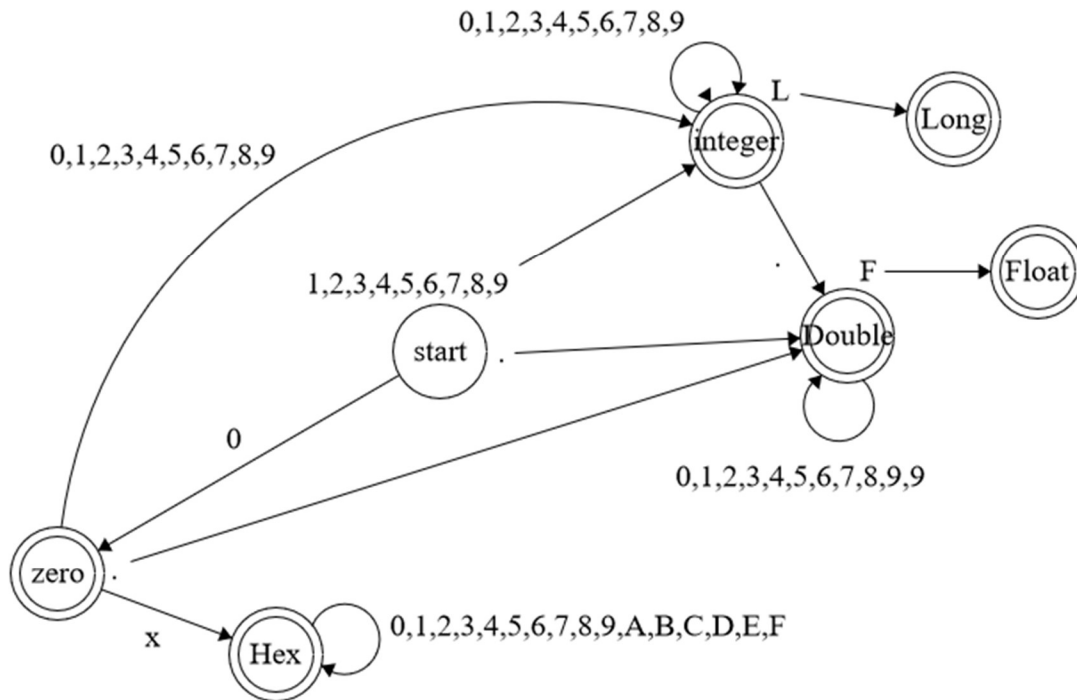 0,1,2,3,4,5,6,7,8,9
L
Long
integer
0,1,2,3,4,5,6,7,8,9
.
F
Float
1,2,3,4,5,6,7,8,9
start
.
Double
0
0,1,2,3,4,5,6,7,8,9,9
zero
.
x
Hex
0,1,2,3,4,5,6,7,8,9,A,B,C,D,E,F